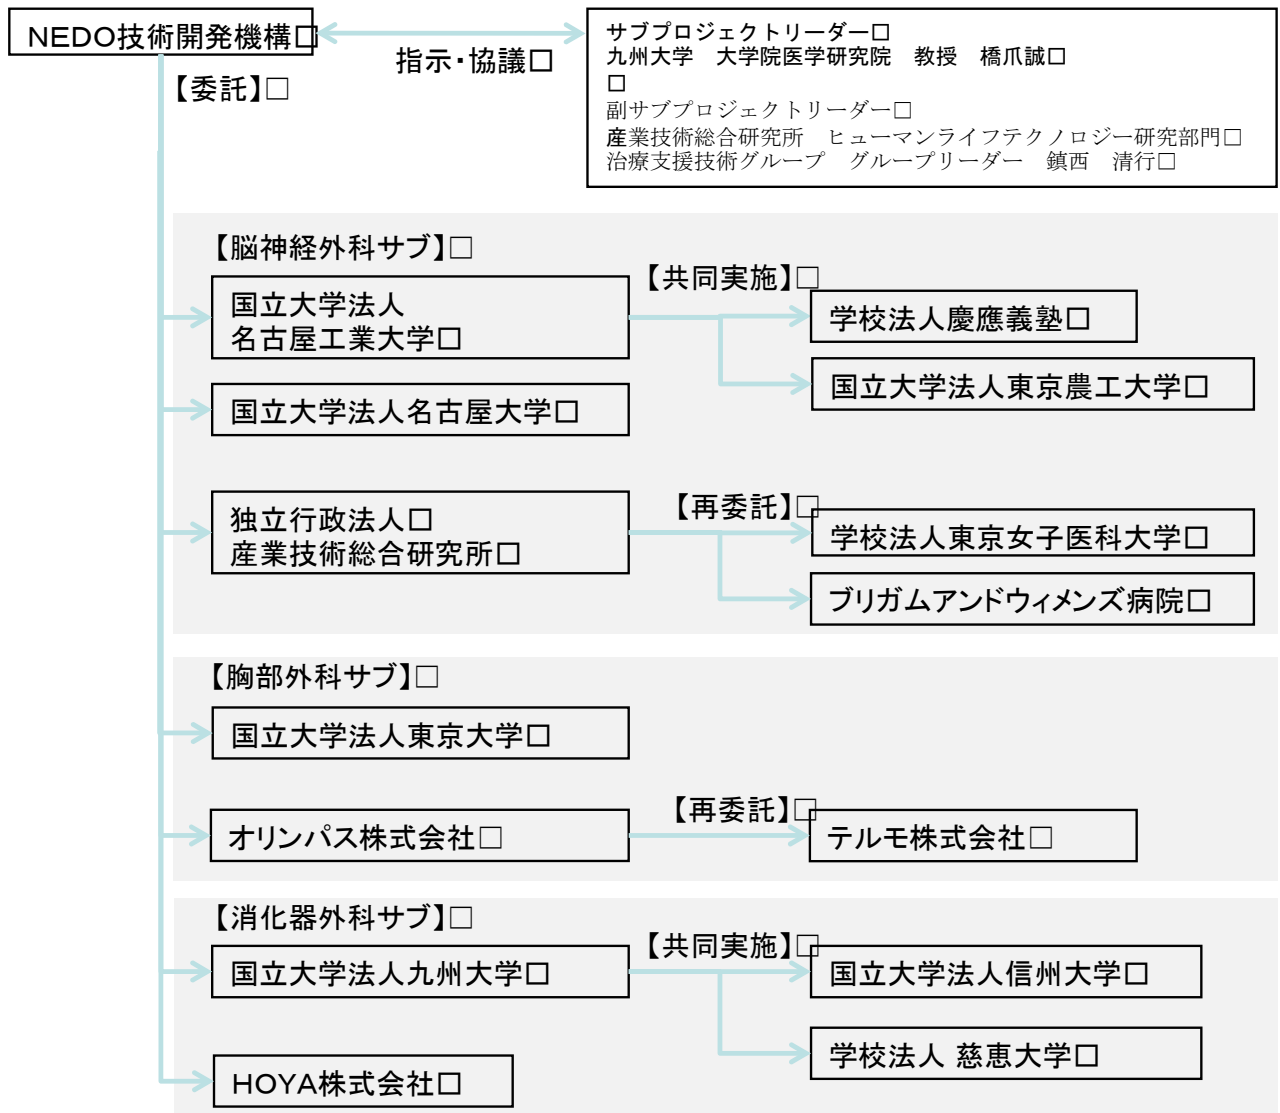 NEDO技術開発機構□
指示・協議□
【委託】□
サブプロジェクトリーダー□
九州大学　大学院医学研究院　教授　橋爪誠□
□
副サブプロジェクトリーダー□
産業技術総合研究所　ヒューマンライフテクノロジー研究部門□
治療支援技術グループ　グループリーダー　鎮西　清行□
【脳神経外科サブ】□
【共同実施】□
国立大学法人
名古屋工業大学□
学校法人慶應義塾□
国立大学法人東京農工大学□
国立大学法人名古屋大学□
【再委託】□
独立行政法人□
産業技術総合研究所□
学校法人東京女子医科大学□
ブリガムアンドウィメンズ病院□
【胸部外科サブ】□
国立大学法人東京大学□
【再委託】□
オリンパス株式会社□
テルモ株式会社□
【消化器外科サブ】□
【共同実施】□
国立大学法人九州大学□
国立大学法人信州大学□
学校法人 慈恵大学□
HOYA株式会社□